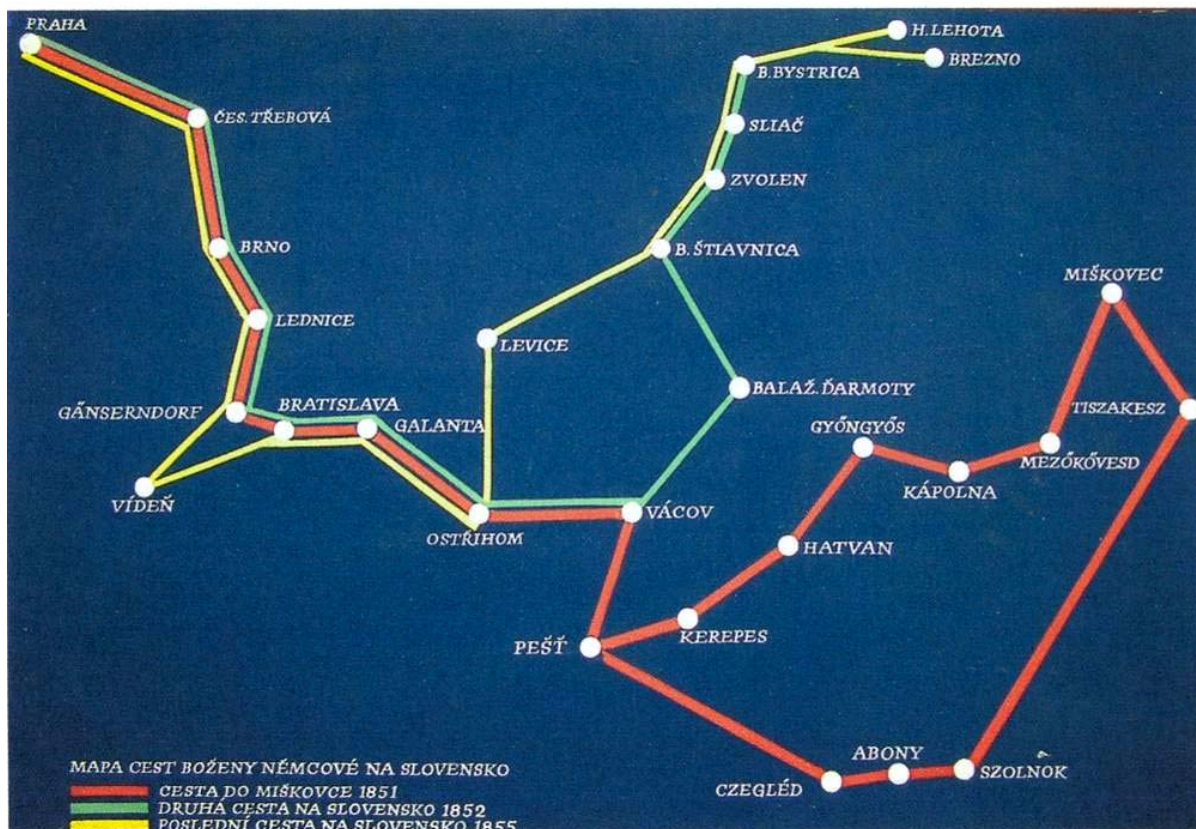 PRAHA
H. LEHOTA
BREZNO
B. BYSTRICA
ČES. TŘEBOVÁ
SLIAČ
ZVOLEN
BRNO
B. ŠTIAVNICA
MIŠKOVEC
LEDNICE
LEVICE
BALAŽ. ĎARMOTY
TISZAKESZ
GÄNSERNDORF
BRATISLAVA
GALANTA
GYŐNGYŐS
MEZŐKŐVESD
KÁPOLNA
VÍDEŇ
OSTŘIHOM
VÁCOV
HATVAN
KEREPES
PEŠŤ
ABONY
CZEGLÉD
SZOLNOK
MAPA CEST BOŽENY NĚMCOVÉ NA SLOVENSKO
CESTA DO MIŠKOVCE 1851
DRUHÁ CESTA NA SLOVENSKO 1852
POSLEDNÍ CESTA NA SLOVENSKO 1855